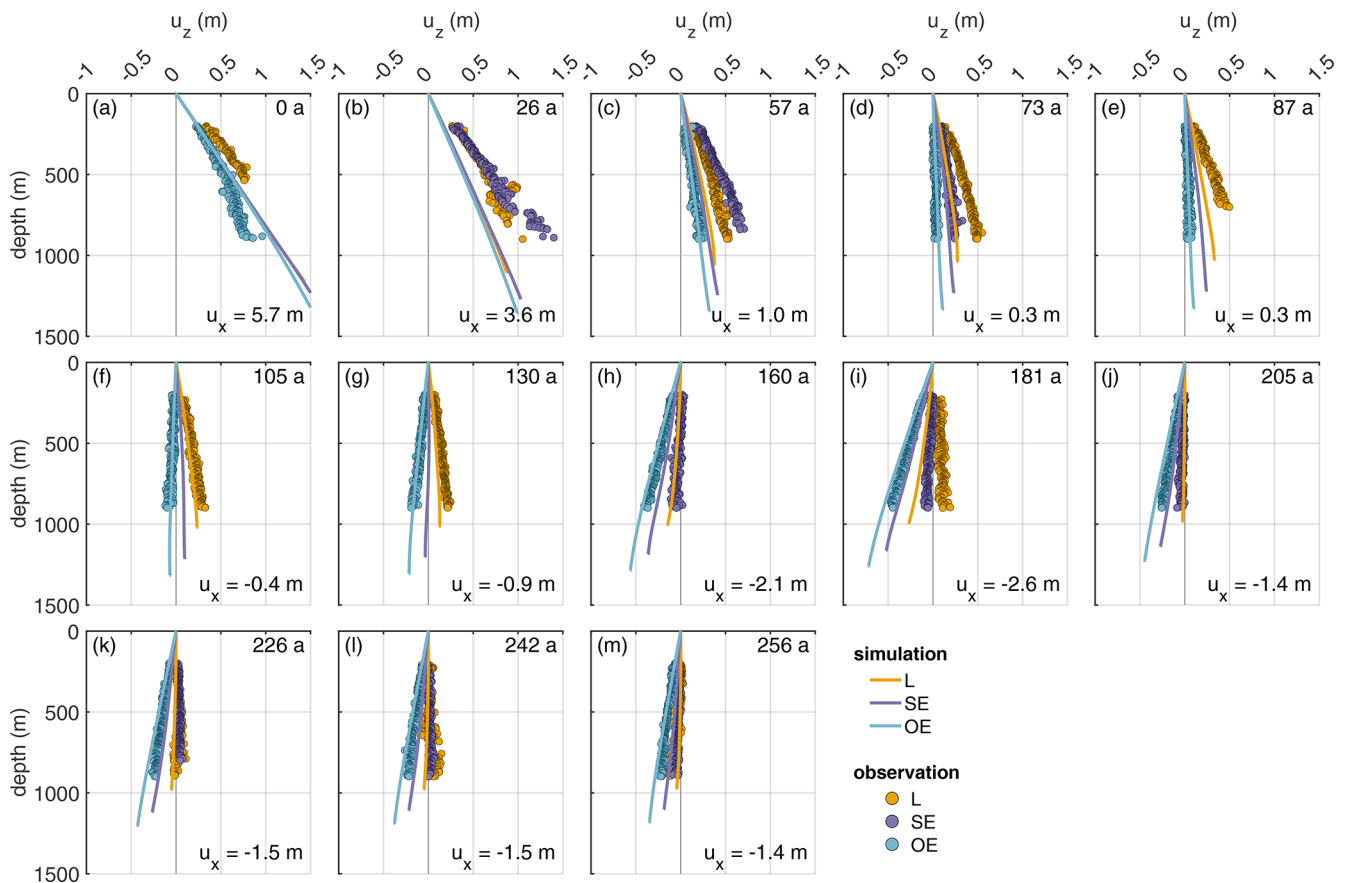 u_z (m) u_z (m) u_z (m) u_z (m) u_z (m)
-1 -0.5 0 0.5 1 1.5 -1 -0.5 0 0.5 1 1.5 -1 -0.5 0 0.5 1 1.5 -1 -0.5 0 0.5 1 1.5 -1 -0.5 0 0.5 1 1.5
0
(a) 0 a
(b) 26 a
(c) 57 a
(d) 73 a
(e) 87 a
500
depth (m)
1000
u_x = 5.7 m
u_x = 3.6 m
u_x = 1.0 m
u_x = 0.3 m
u_x = 0.3 m
1500
0
(f) 105 a
(g) 130 a
(h) 160 a
(i) 181 a
(j) 205 a
500
depth (m)
1000
u_x = -0.4 m
u_x = -0.9 m
u_x = -2.1 m
u_x = -2.6 m
u_x = -1.4 m
1500
0
(k) 226 a
(l) 242 a
(m) 256 a
500
depth (m)
1000
u_x = -1.5 m
u_x = -1.5 m
u_x = -1.4 m
1500
simulation
L
SE
OE
observation
L
SE
OE